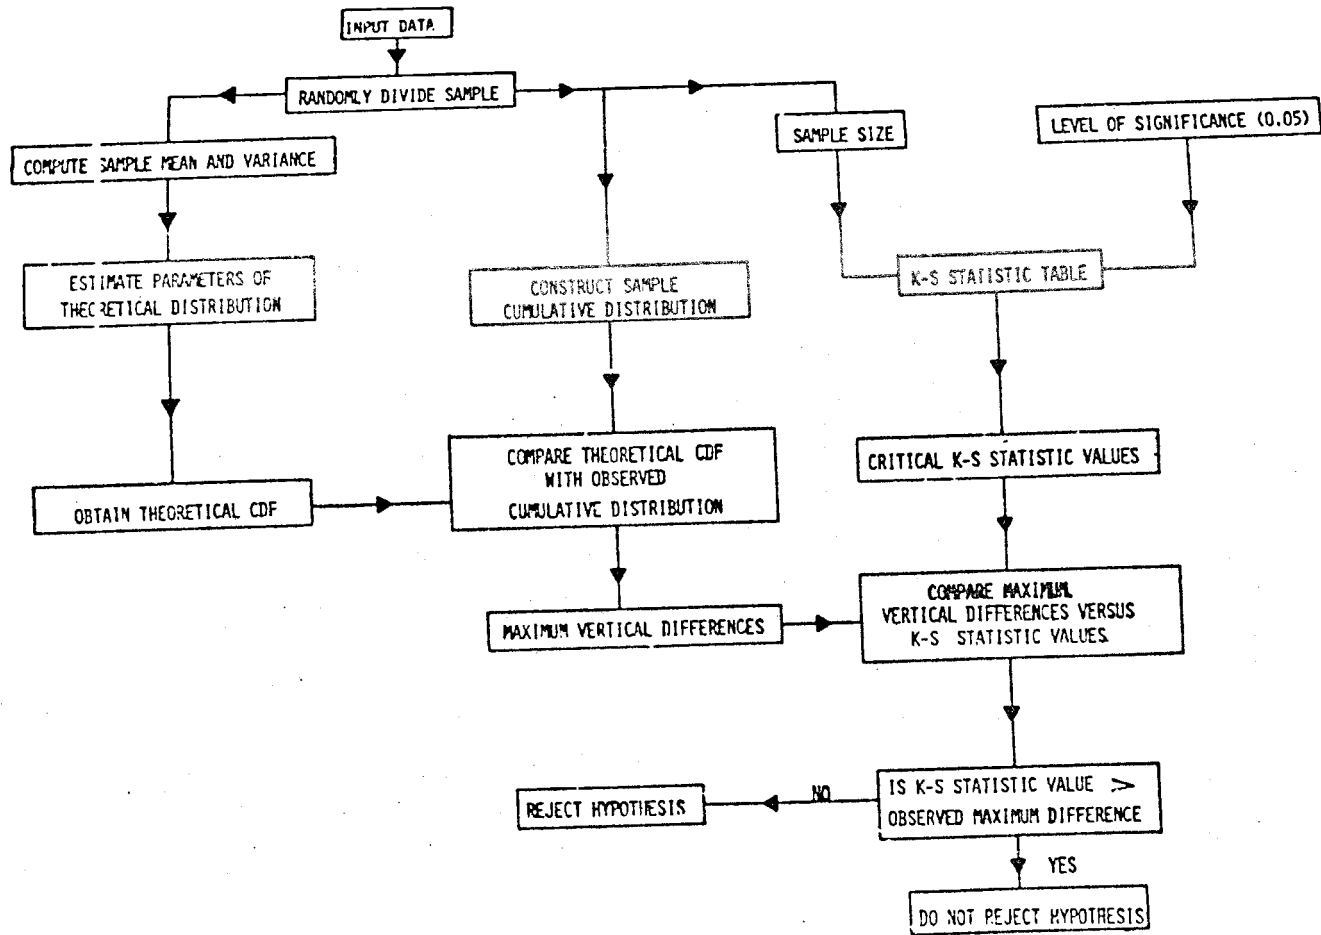 INPUT DATA
RANDOMLY DIVIDE SAMPLE
SAMPLE SIZE
LEVEL OF SIGNIFICANCE (0.05)
COMPUTE SAMPLE MEAN AND VARIANCE
ESTIMATE PARAMETERS OF
THEORETICAL DISTRIBUTION
CONSTRUCT SAMPLE
CUMULATIVE DISTRIBUTION
K-S STATISTIC TABLE
OBTAIN THEORETICAL CDF
COMPARE THEORETICAL CDF
WITH OBSERVED
CUMULATIVE DISTRIBUTION
CRITICAL K-S STATISTIC VALUES
MAXIMUM VERTICAL DIFFERENCES
COMPARE MAXIMUM
VERTICAL DIFFERENCES VERSUS
K-S STATISTIC VALUES
IS K-S STATISTIC VALUE >
OBSERVED MAXIMUM DIFFERENCE
NO
REJECT HYPOTHESIS
YES
DO NOT REJECT HYPOTHESIS